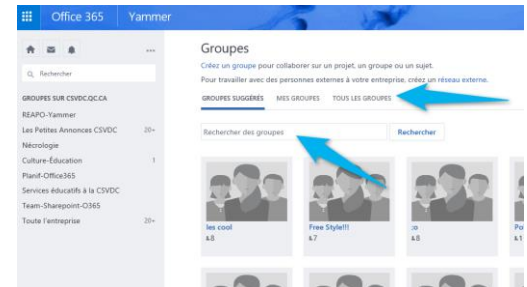 Office 365 Yammer
Rechercher
GROUPES SUR CSVDC.QC.CA
REAPO-Yammer
Les Petites Annonces CSVDC 20+
Nécrologie
Culture-Éducation 1
Planif-Office365
Services éducatifs à la CSVDC
Team-Sharepoint-O365
Toute l'entreprise 20+
Groupes
Créez un groupe pour collaborer sur un projet, un groupe ou un sujet.
Pour travailler avec des personnes externes à votre entreprise, créez un réseau externe.
GROUPES SUGGÉRÉS MES GROUPES TOUS LES GROUPES
Rechercher des groupes Rechercher
les cool Free Style!!! :o
8 7 8